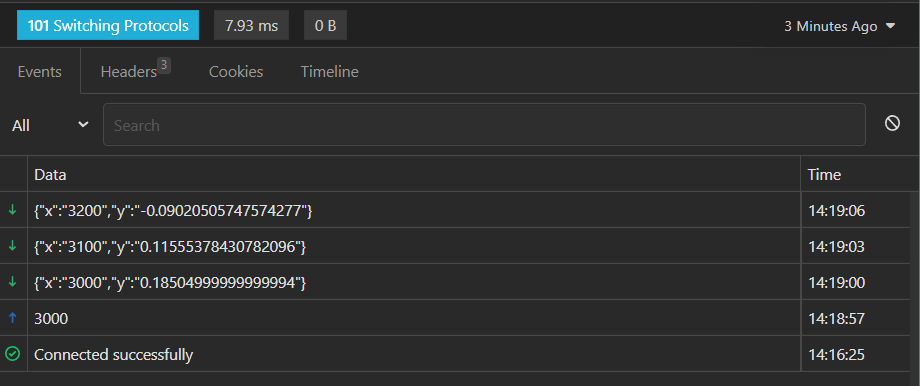 101 Switching Protocols 7.93 ms 0 B 3 Minutes Ago
Events Headers 3 Cookies Timeline
All Search
Data Time
{"x":"3200","y":"-0.09020505747574277"} 14:19:06
{"x":"3100","y":"0.11555378430782096"} 14:19:03
{"x":"3000","y":"0.18504999999999994"} 14:19:00
3000 14:18:57
Connected successfully 14:16:25